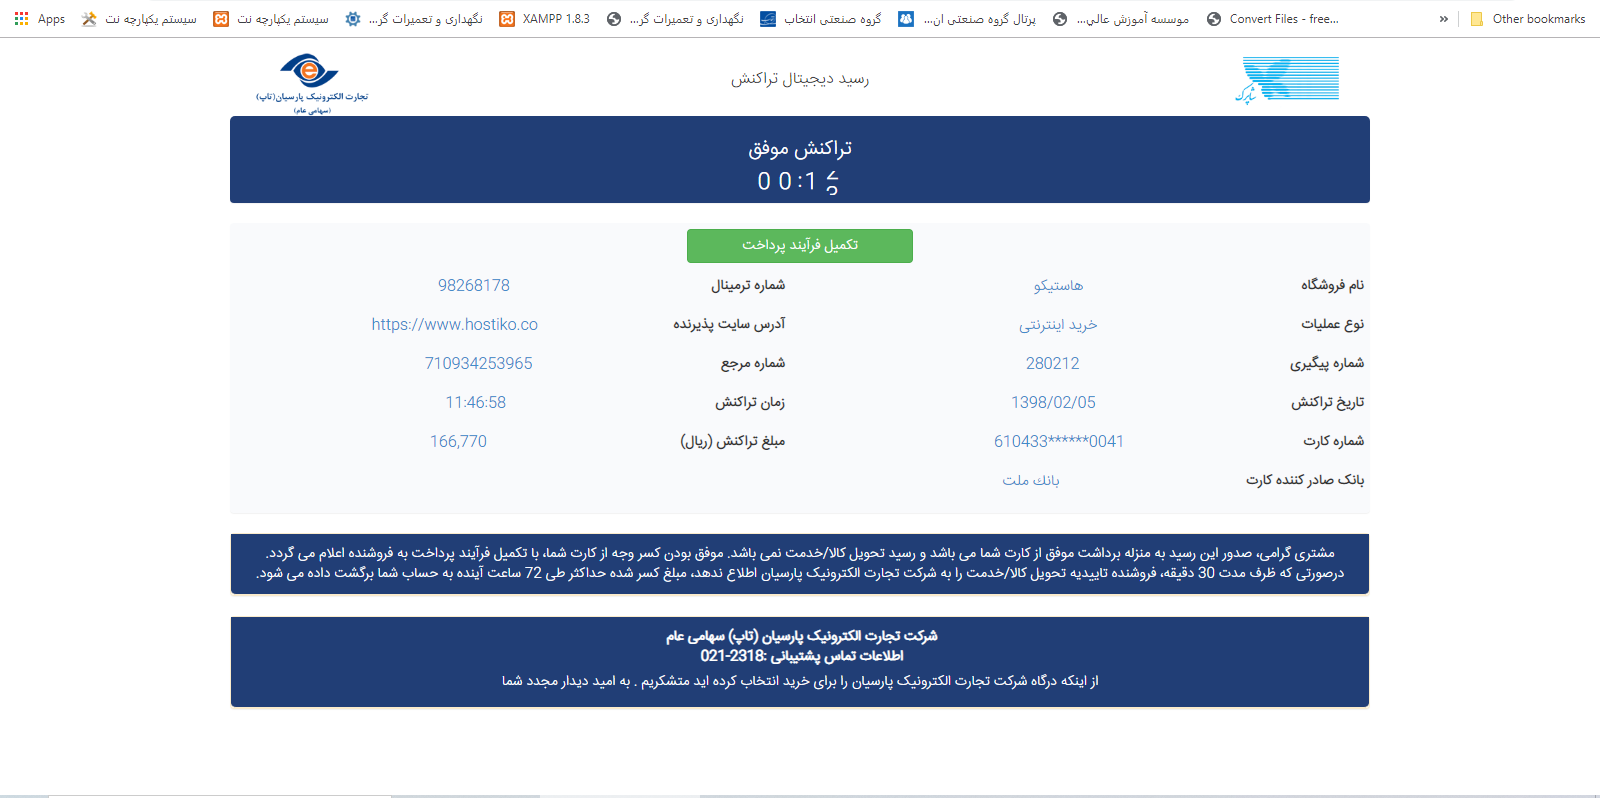 Apps سیستم یکپارچه نت سیستم یکپارچه نت نگهداری و تعمیرات گر... XAMPP 1.8.3 نگهداری و تعمیرات گر... گروه صنعتی انتخاب پرتال گروه صنعتی ان... موسسه آموزش عالي... Convert Files - free... » Other bookmarks
شاپرک
رسید دیجیتال تراکنش
تجارت الکترونیک پارسیان(تاپ)
(سهامی عام)
تراکنش موفق
00:1
تکمیل فرآیند پرداخت
نام فروشگاه هاستیکو شماره ترمینال 98268178
نوع عملیات خرید اینترنتی آدرس سایت پذیرنده https://www.hostiko.co
شماره پیگیری 280212 شماره مرجع 710934253965
تاریخ تراکنش 1398/02/05 زمان تراکنش 11:46:58
شماره کارت 610433******0041 مبلغ تراکنش (ریال) 166,770
بانک صادر کننده کارت بانك ملت
مشتری گرامی، صدور این رسید به منزله برداشت موفق از کارت شما می باشد و رسید تحویل کالا/خدمت نمی باشد. موفق بودن کسر وجه از کارت شما، با تکمیل فرآیند پرداخت به فروشنده اعلام می گردد.
درصورتی که ظرف مدت 30 دقیقه، فروشنده تاییدیه تحویل کالا/خدمت را به شرکت تجارت الکترونیک پارسیان اطلاع ندهد، مبلغ کسر شده حداکثر طی 72 ساعت آینده به حساب شما برگشت داده می شود.
شرکت تجارت الکترونیک پارسیان (تاپ) سهامی عام
اطلاعات تماس پشتیبانی :2318-021
از اینکه درگاه شرکت تجارت الکترونیک پارسیان را برای خرید انتخاب کرده اید متشکریم . به امید دیدار مجدد شما